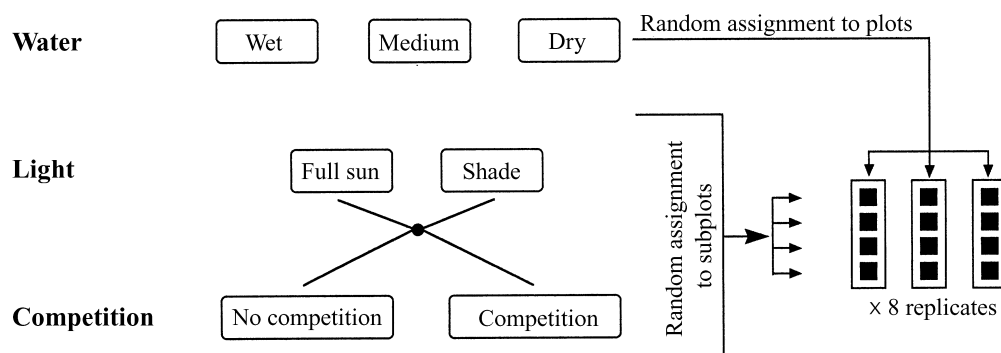 Water
Wet
Medium
Dry
Random assignment to plots
Light
Full sun
Shade
Random assignment
to subplots
Competition
No competition
Competition
× 8 replicates